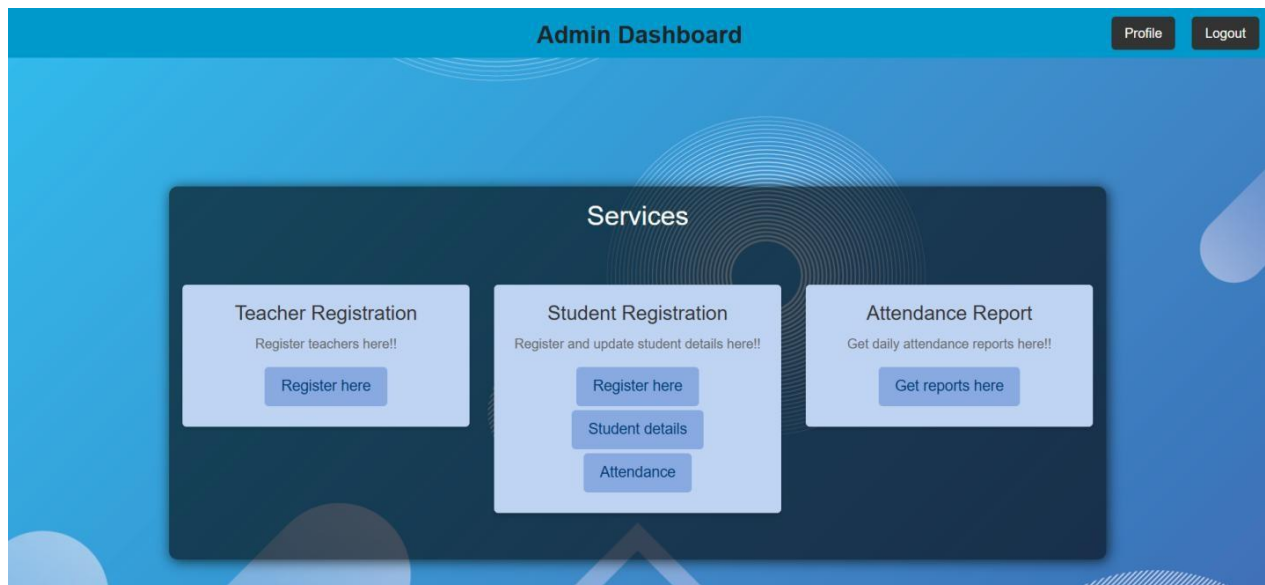 Admin Dashboard
Profile
Logout
Services
Teacher Registration
Register teachers here!!
Register here
Student Registration
Register and update student details here!!
Register here
Student details
Attendance
Attendance Report
Get daily attendance reports here!!
Get reports here